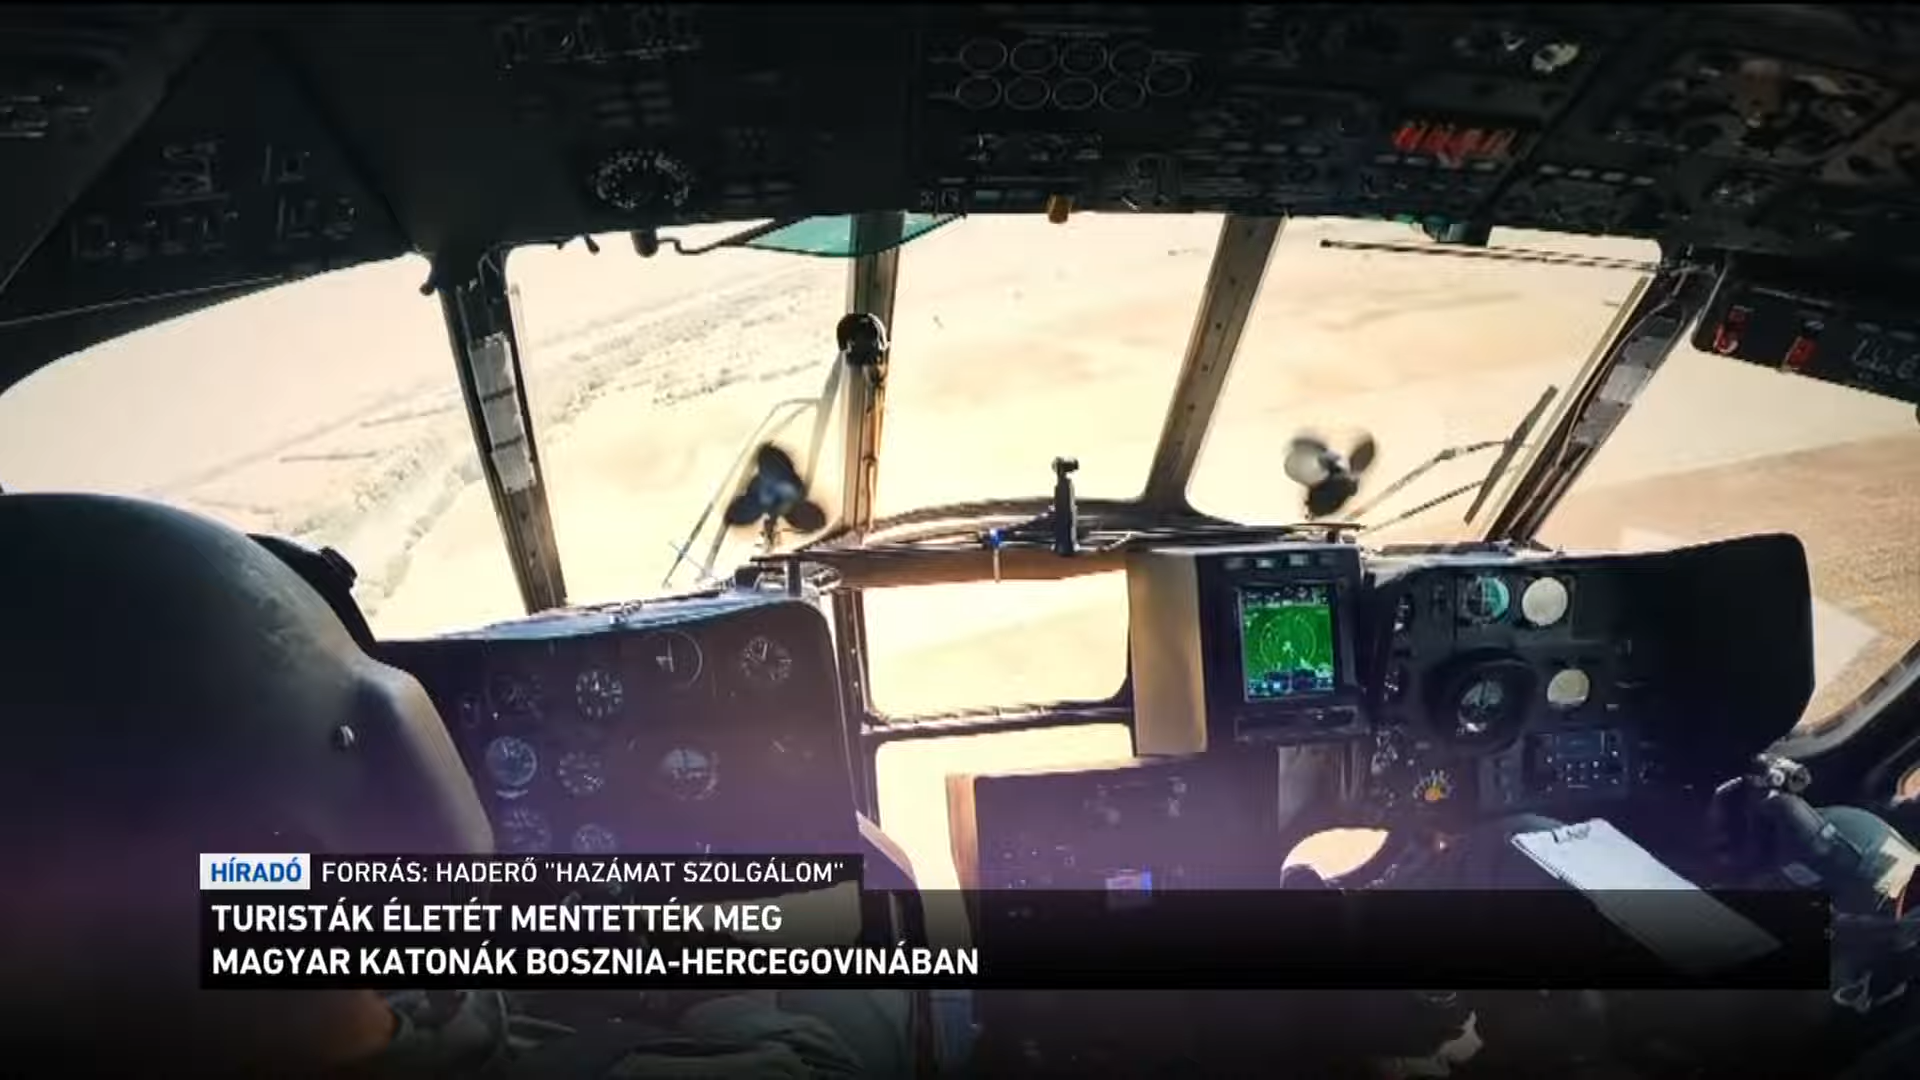 HÍRADÓ FORRÁS: HADERŐ "HAZÁMAT SZOLGÁLOM"
TURISTÁK ÉLETÉT MENTETTÉK MEG
MAGYAR KATONÁK BOSZNIA-HERCEGOVINÁBAN